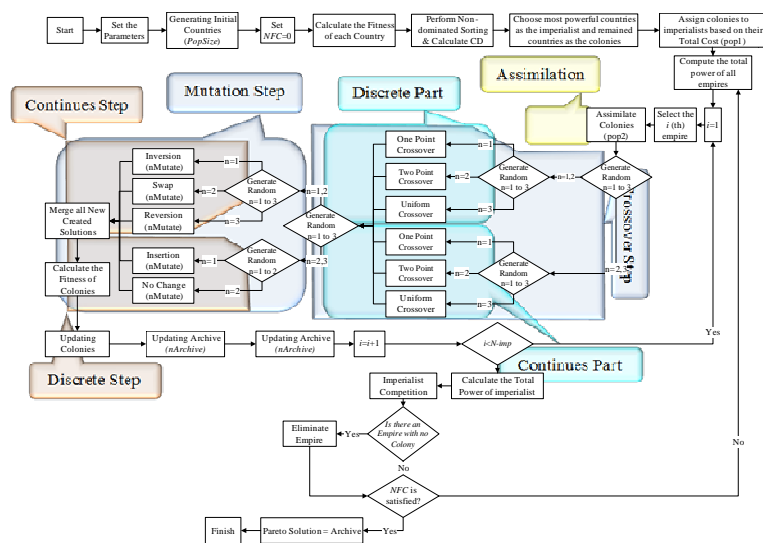 Start
Set the
Parameters
Generating Initial
Countries
(PopSize)
Set
NFC=0
Calculate the Fitness
of each Country
Perform Non-
dominated Sorting
& Calculate CD
Choose most powerful countries
as the imperialist and remained
countries as the colonies
Assign colonies to
imperialists based on their
Total Cost (pop1 )
Compute the total
power of all
empires
i=1
Select the
i (th)
empire
Assimilation
Assimilate
Colonies
(pop2)
Generate
Random
n=1 to 3
n=1,2
n=2,3
Crossover Step
Discrete Part
One Point
Crossover
Two Point
Crossover
Uniform
Crossover
n=1
n=2
n=3
Generate
Random
n=1 to 3
One Point
Crossover
Two Point
Crossover
Uniform
Crossover
n=1
n=2
n=3
Generate
Random
n=1 to 3
Continues Part
Generate
Random
n=1 to 3
n=1,2
n=2,3
Mutation Step
Continues Step
Inversion
(nMutate)
Swap
(nMutate)
Reversion
(nMutate)
n=1
n=2
n=3
Generate
Random
n=1 to 3
Insertion
(nMutate)
No Change
(nMutate)
n=1
n=2
Generate
Random
n=1 to 2
Merge all New
Created
Solutions
Calculate the
Fitness of
Colonies
Discrete Step
Updating
Colonies
Updating Archive
(nArchive)
Updating Archive
(nArchive)
i=i+1
i<N-imp
Yes
Calculate the Total
Power of imperialist
Imperialist
Competition
Is there an
Empire with no
Colony
Yes
Eliminate
Empire
No
NFC is
satisfied?
No
Yes
Pareto Solution = Archive
Finish